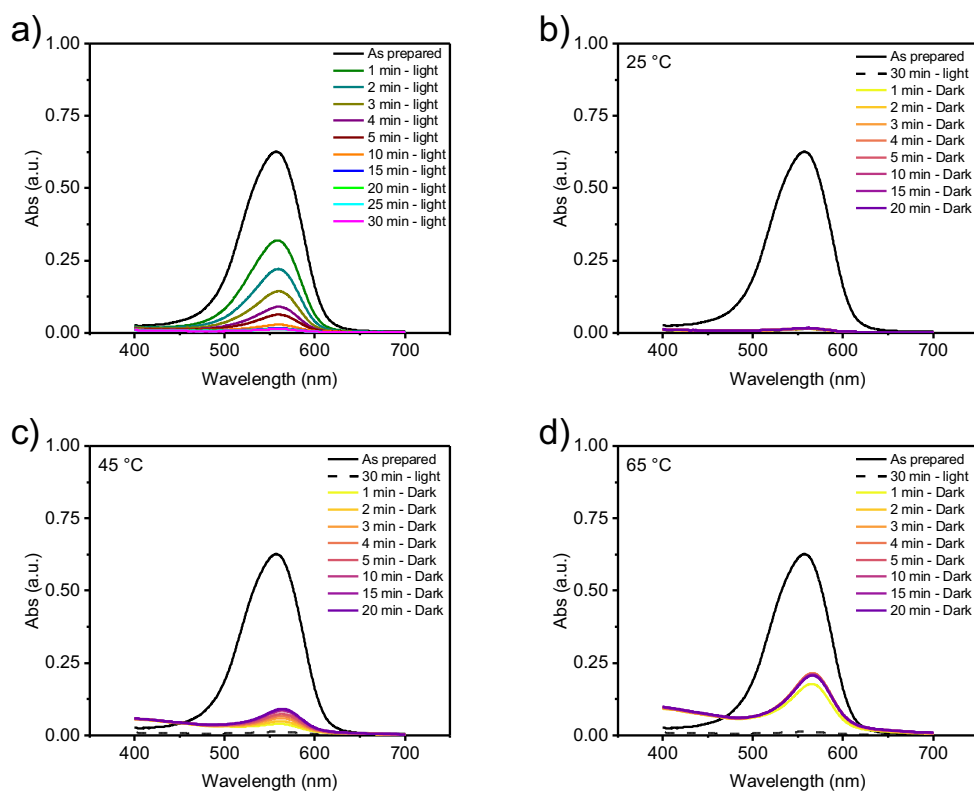 a)
1.00
0.75
0.50
0.25
0.00
Abs (a.u.)
As prepared
1 min - light
2 min - light
3 min - light
4 min - light
5 min - light
10 min - light
15 min - light
20 min - light
25 min - light
30 min - light
400 500 600 700
Wavelength (nm)
b)
25 °C
1.00
0.75
0.50
0.25
0.00
Abs (a.u.)
As prepared
30 min - light
1 min - Dark
2 min - Dark
3 min - Dark
4 min - Dark
5 min - Dark
10 min - Dark
15 min - Dark
20 min - Dark
400 500 600 700
Wavelength (nm)
c)
45 °C
1.00
0.75
0.50
0.25
0.00
Abs (a.u.)
As prepared
30 min - light
1 min - Dark
2 min - Dark
3 min - Dark
4 min - Dark
5 min - Dark
10 min - Dark
15 min - Dark
20 min - Dark
400 500 600 700
Wavelength (nm)
d)
65 °C
1.00
0.75
0.50
0.25
0.00
Abs (a.u.)
As prepared
30 min - light
1 min - Dark
2 min - Dark
3 min - Dark
4 min - Dark
5 min - Dark
10 min - Dark
15 min - Dark
20 min - Dark
400 500 600 700
Wavelength (nm)